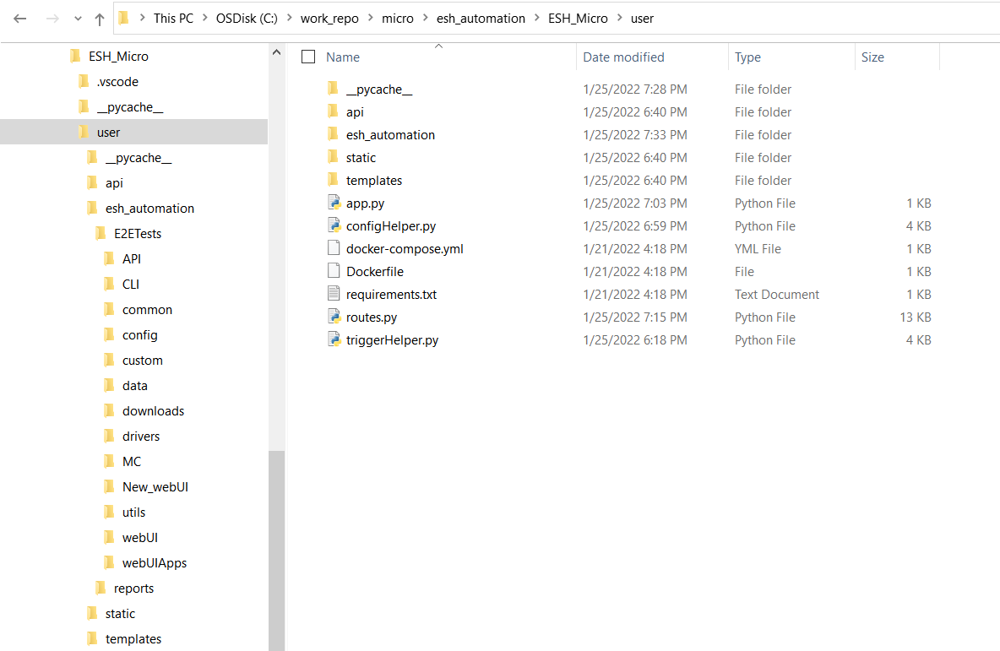 This PC > OSDisk (C:) > work_repo > micro > esh_automation > ESH_Micro > user
ESH_Micro
.vscode
__pycache__
user
__pycache__
api
esh_automation
E2ETests
API
CLI
common
config
custom
data
downloads
drivers
MC
New_webUI
utils
webUI
webUIApps
reports
static
templates
Name Date modified Type Size
__pycache__ 1/25/2022 7:28 PM File folder
api 1/25/2022 6:40 PM File folder
esh_automation 1/25/2022 7:33 PM File folder
static 1/25/2022 6:40 PM File folder
templates 1/25/2022 6:40 PM File folder
app.py 1/25/2022 7:03 PM Python File 1 KB
configHelper.py 1/25/2022 6:59 PM Python File 4 KB
docker-compose.yml 1/21/2022 4:18 PM YML File 1 KB
Dockerfile 1/21/2022 4:18 PM File 1 KB
requirements.txt 1/21/2022 4:18 PM Text Document 1 KB
routes.py 1/25/2022 7:15 PM Python File 13 KB
triggerHelper.py 1/25/2022 6:18 PM Python File 4 KB